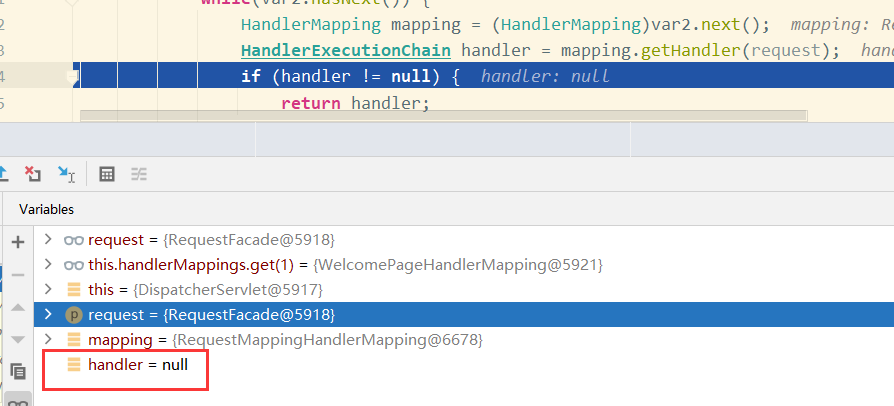 while(var2.hasNext()) {
HandlerMapping mapping = (HandlerMapping)var2.next(); mapping: Re
3 HandlerExecutionChain handler = mapping.getHandler(request); hand
4 if (handler != null) { handler: null
5 return handler;
Variables
request = {RequestFacade@5918}
this.handlerMappings.get(1) = {WelcomePageHandlerMapping@5921}
this = {DispatcherServlet@5917}
p request = {RequestFacade@5918}
mapping = {RequestMappingHandlerMapping@6678}
handler = null